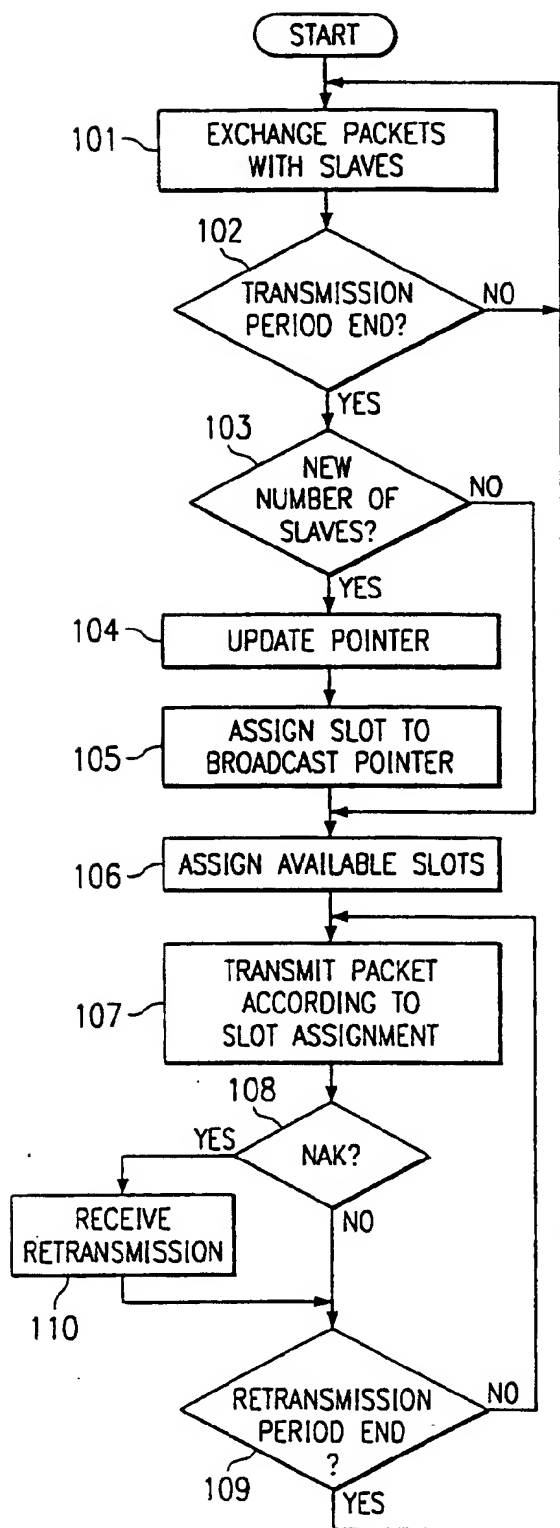 START
101
EXCHANGE PACKETS
WITH SLAVES
102
TRANSMISSION
PERIOD END?
NO
YES
103
NEW
NUMBER OF
SLAVES?
NO
YES
104
UPDATE POINTER
105
ASSIGN SLOT TO
BROADCAST POINTER
106
ASSIGN AVAILABLE SLOTS
107
TRANSMIT PACKET
ACCORDING TO
SLOT ASSIGNMENT
108
YES
NAK?
NO
RECEIVE
RETRANSMISSION
110
RETRANSMISSION
PERIOD END
?
NO
109
YES